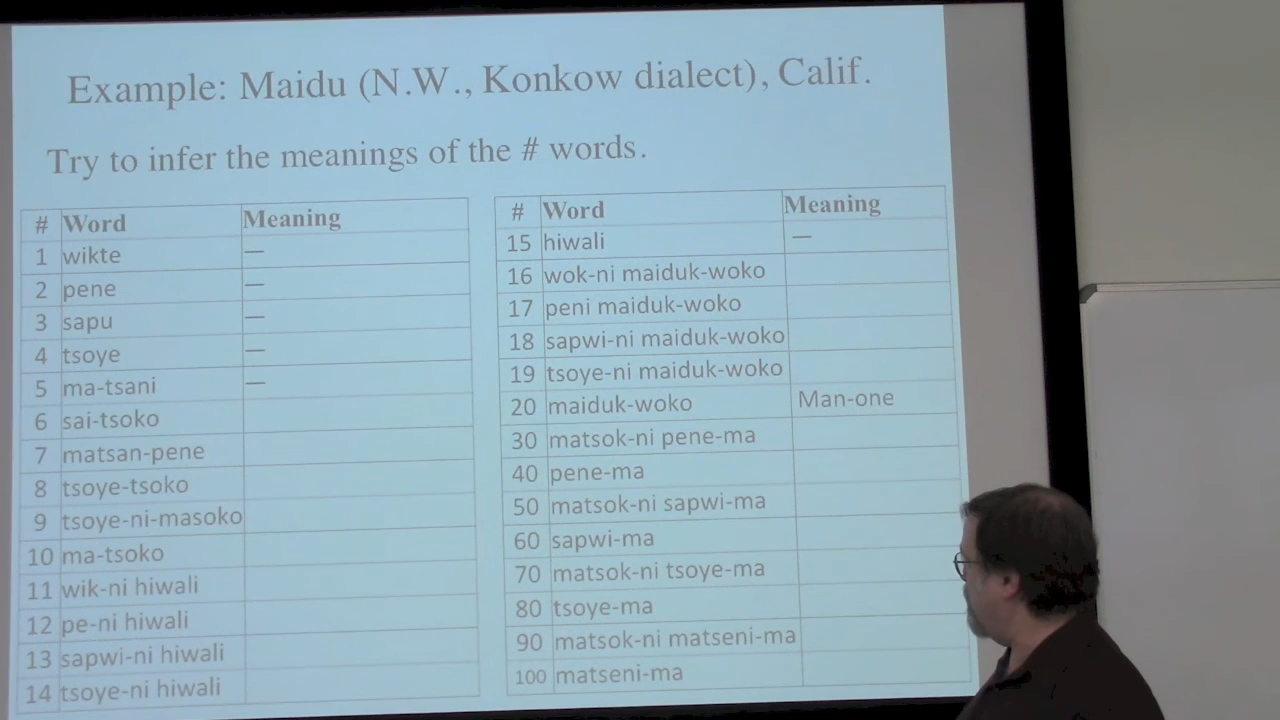 Example: Maidu (N.W., Konkow dialect), Calif.
Try to infer the meanings of the # words.
# Word Meaning
1 wikte —
2 pene —
3 sapu —
4 tsoye —
5 ma-tsani —
6 sai-tsoko
7 matsan-pene
8 tsoye-tsoko
9 tsoye-ni-masoko
10 ma-tsoko
11 wik-ni hiwali
12 pe-ni hiwali
13 sapwi-ni hiwali
14 tsoye-ni hiwali
# Word Meaning
15 hiwali —
16 wok-ni maiduk-woko
17 peni maiduk-woko
18 sapwi-ni maiduk-woko
19 tsoye-ni maiduk-woko
20 maiduk-woko Man-one
30 matsok-ni pene-ma
40 pene-ma
50 matsok-ni sapwi-ma
60 sapwi-ma
70 matsok-ni tsoye-ma
80 tsoye-ma
90 matsok-ni matseni-ma
100 matseni-ma